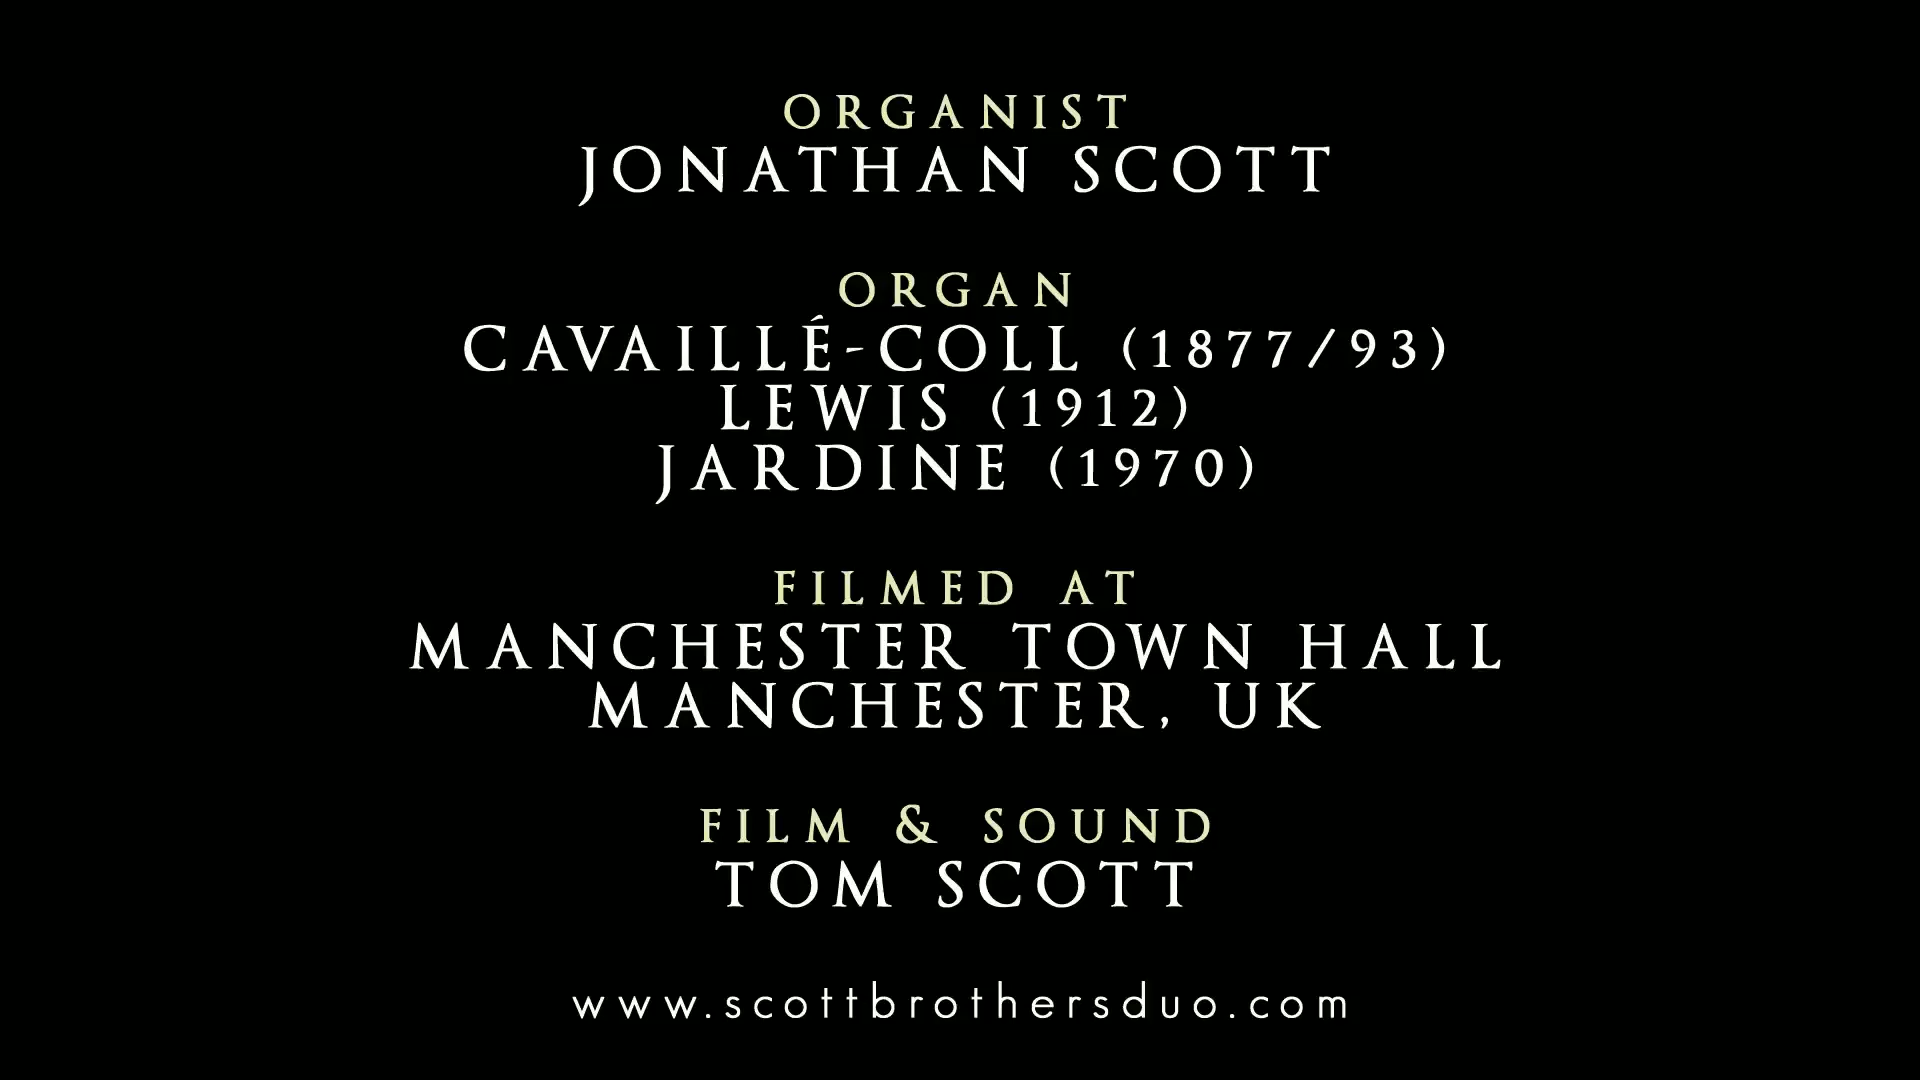 ORGANIST
JONATHAN SCOTT
ORGAN
CAVAILLÉ-COLL (1877/93)
LEWIS (1912)
JARDINE (1970)
FILMED AT
MANCHESTER TOWN HALL
MANCHESTER, UK
FILM & SOUND
TOM SCOTT
www.scottbrothersduo.com